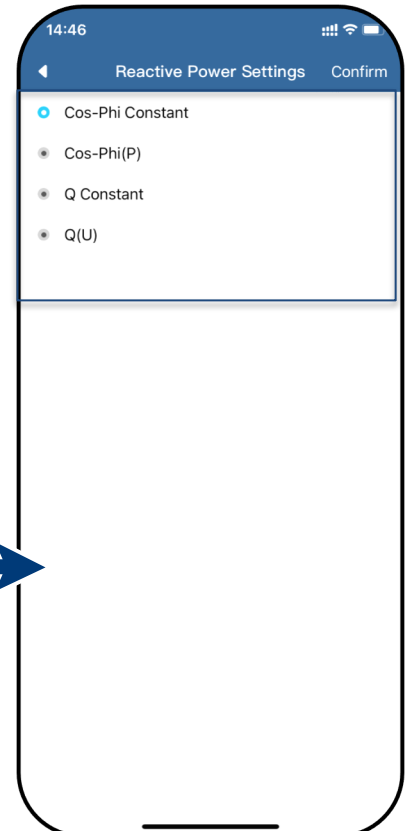 14:46
Reactive Power Settings Confirm
Cos-Phi Constant
Cos-Phi(P)
Q Constant
Q(U)